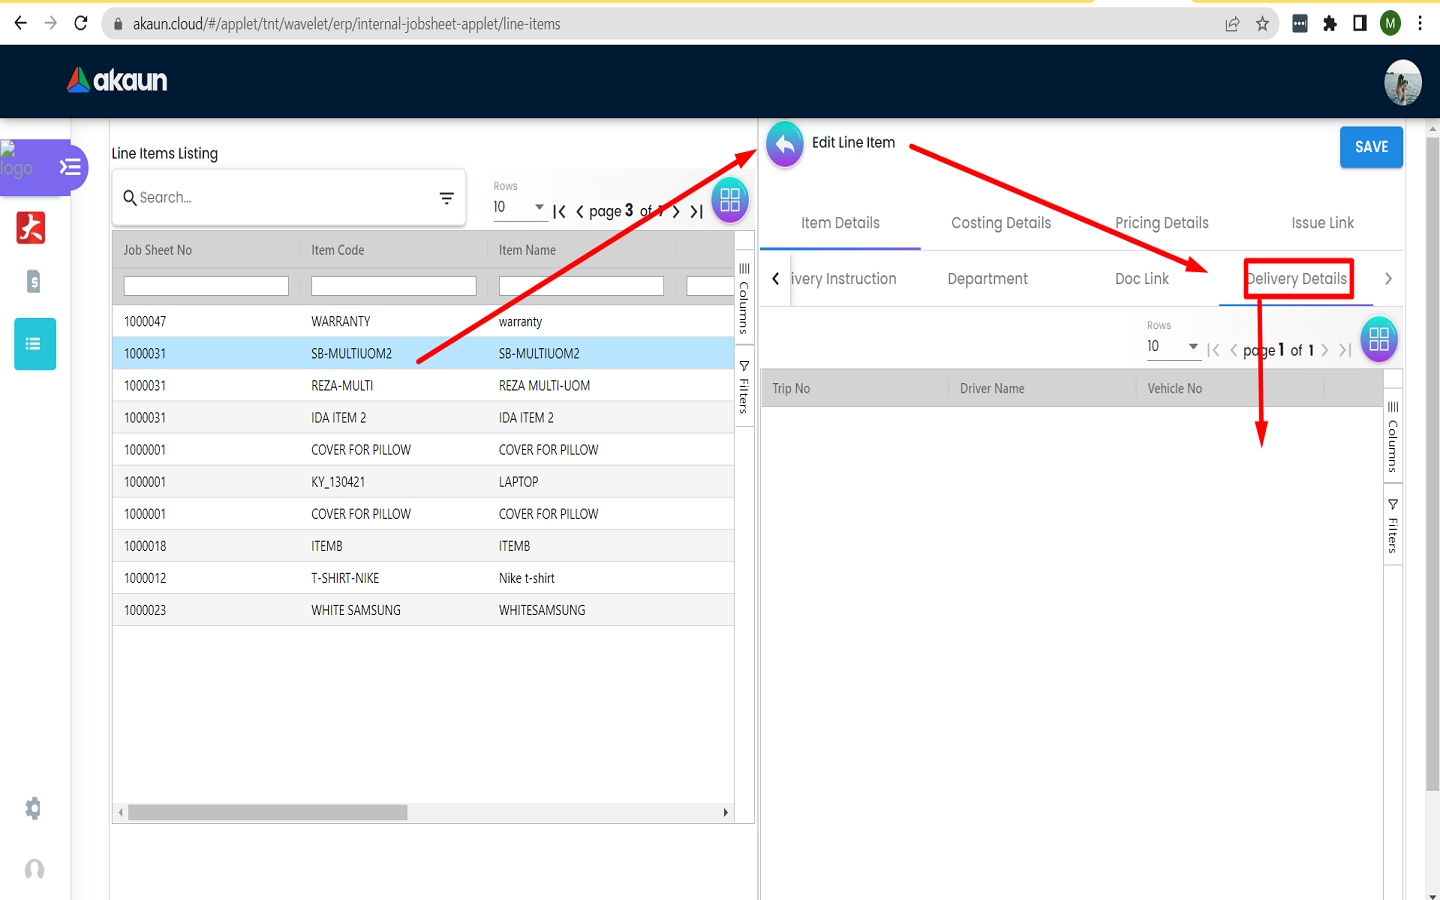 akaun.cloud/#/applet/tnt/wavelet/erp/internal-jobsheet-applet/line-items
M
akaun
logo
Line Items Listing
Search...
Rows
10
page 3 of 7
Job Sheet No Item Code Item Name
1000047 WARRANTY warranty
1000031 SB-MULTIUOM2 SB-MULTIUOM2
1000031 REZA-MULTI REZA MULTI-UOM
1000031 IDA ITEM 2 IDA ITEM 2
1000001 COVER FOR PILLOW COVER FOR PILLOW
1000001 KY_130421 LAPTOP
1000001 COVER FOR PILLOW COVER FOR PILLOW
1000018 ITEMB ITEMB
1000012 T-SHIRT-NIKE Nike t-shirt
1000023 WHITE SAMSUNG WHITESAMSUNG
Columns
Filters
Edit Line Item
SAVE
Item Details Costing Details Pricing Details Issue Link
ivery Instruction Department Doc Link Delivery Details
Rows
10
page 1 of 1
Trip No Driver Name Vehicle No
Columns
Filters